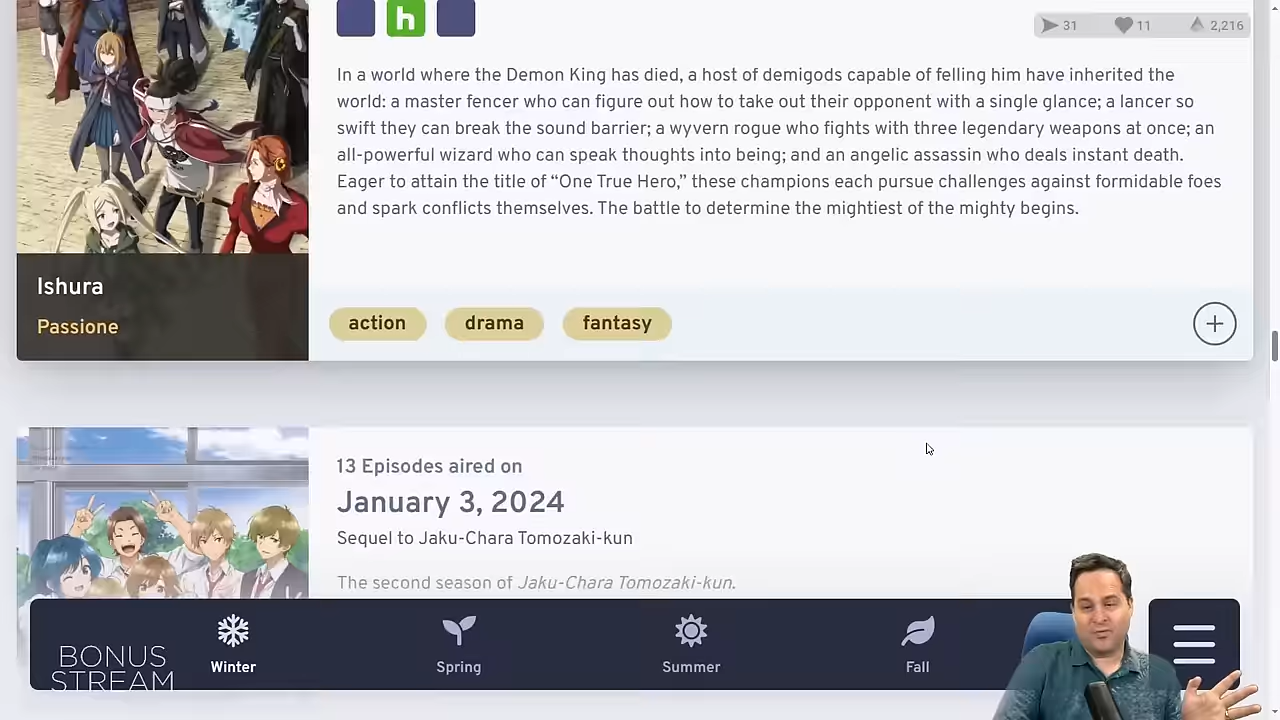 h
31
11
2,216
In a world where the Demon King has died, a host of demigods capable of felling him have inherited the
world: a master fencer who can figure out how to take out their opponent with a single glance; a lancer so
swift they can break the sound barrier; a wyvern rogue who fights with three legendary weapons at once; an
all-powerful wizard who can speak thoughts into being; and an angelic assassin who deals instant death.
Eager to attain the title of “One True Hero,” these champions each pursue challenges against formidable foes
and spark conflicts themselves. The battle to determine the mightiest of the mighty begins.
Ishura
Passione
action
drama
fantasy
13 Episodes aired on
January 3, 2024
Sequel to Jaku-Chara Tomozaki-kun
The second season of Jaku-Chara Tomozaki-kun.
BONUS
STREAM
Winter
Spring
Summer
Fall